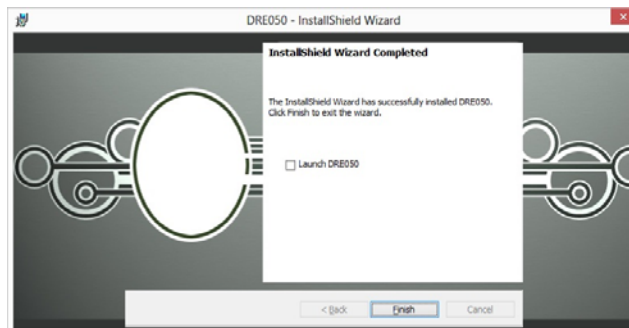 DRE050 - InstallShield Wizard
InstallShield Wizard Completed
The InstallShield Wizard has successfully installed DRE050.
Click Finish to exit the wizard.
Launch DRE050
< Back
Finish
Cancel